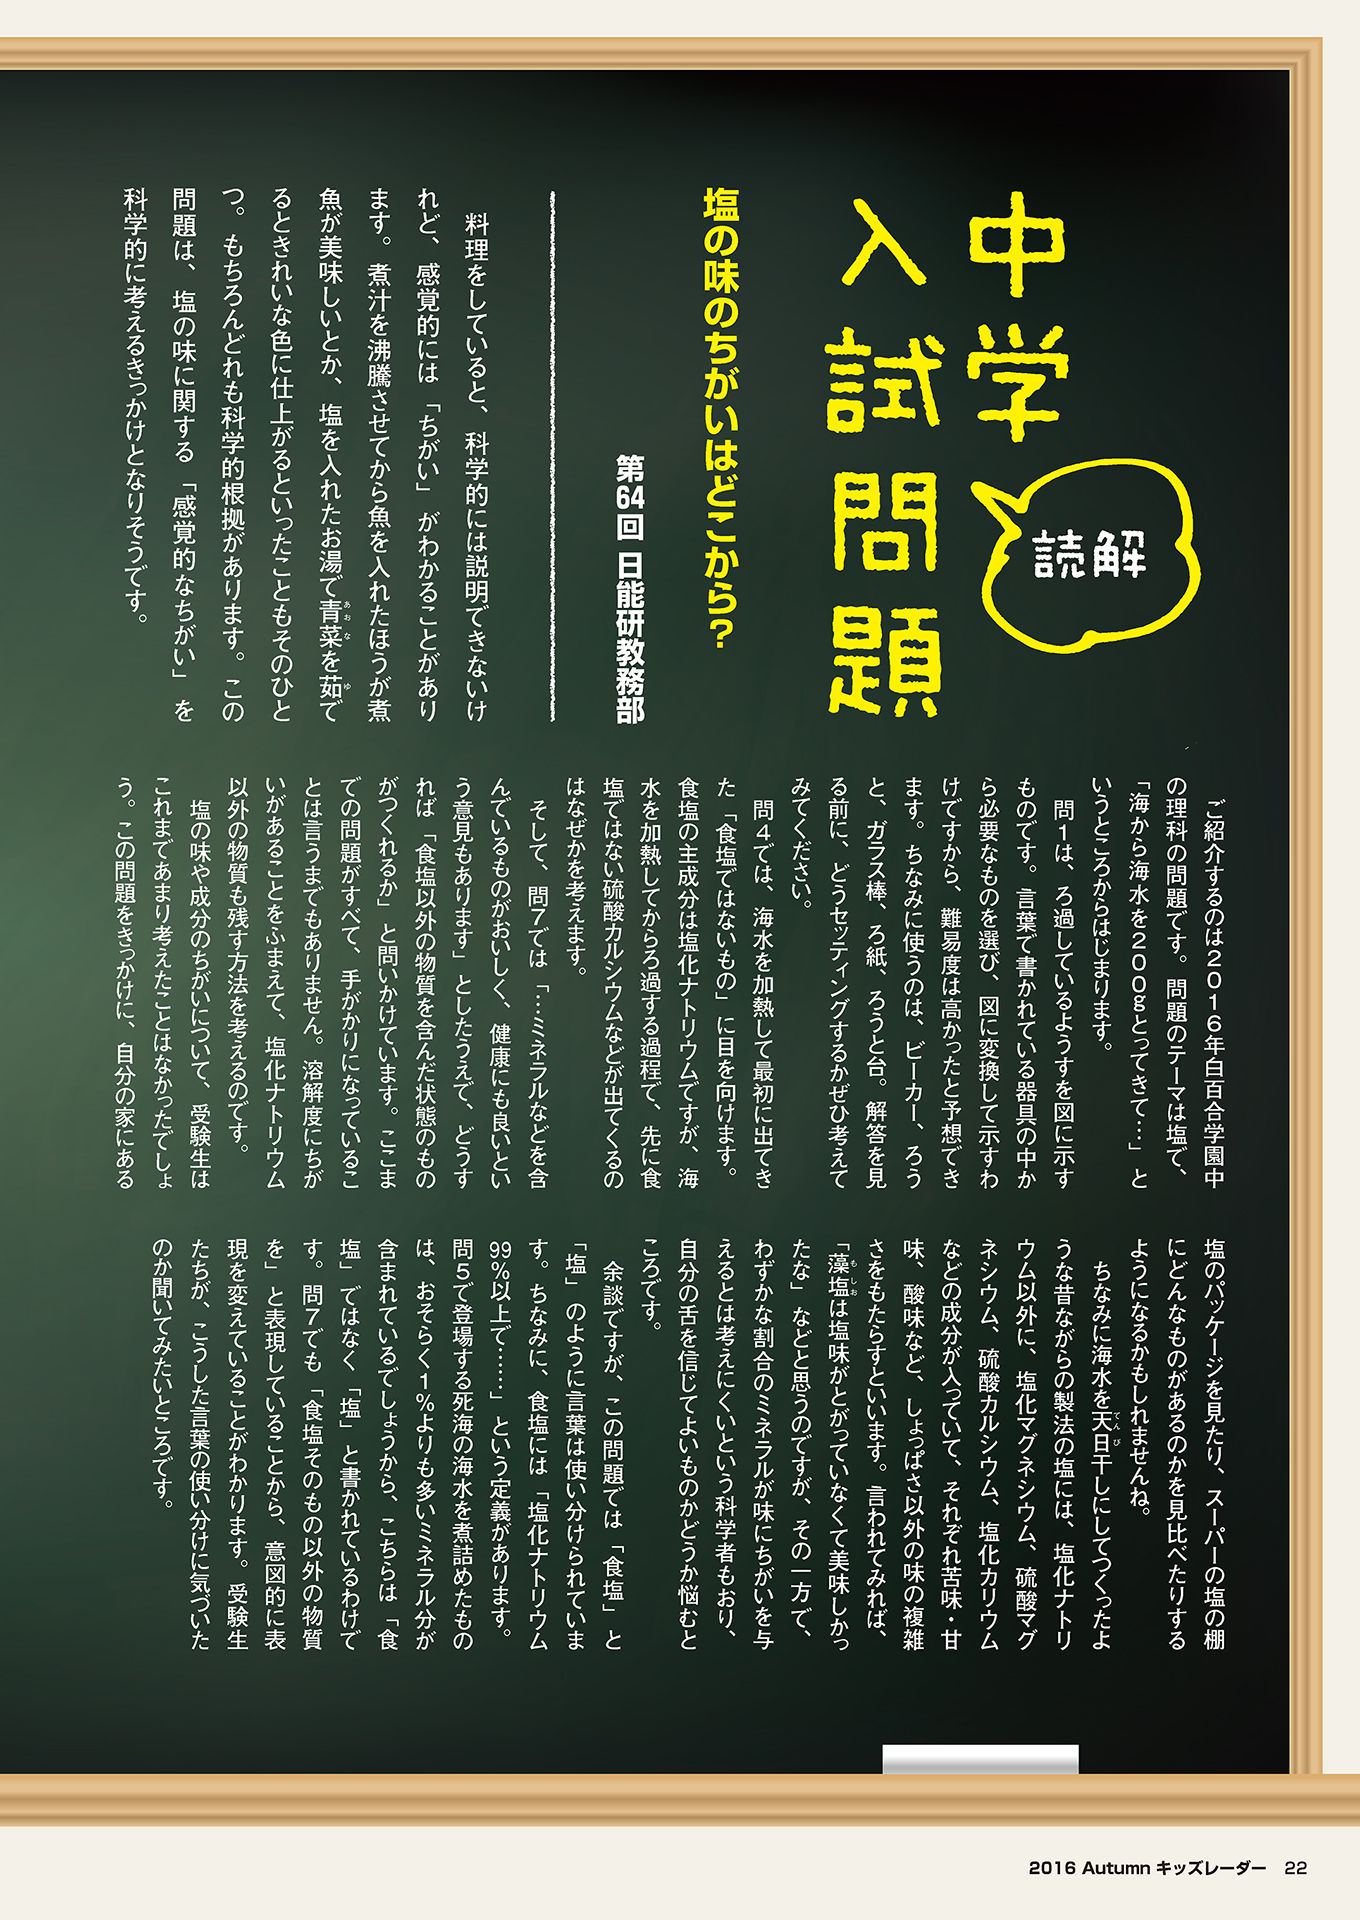 中学
入試問題
読解
塩の味のちがいはどこから？
第64回 日能研教務部
料理をしていると、科学的には説明できないけ
れど、感覚的には「ちがい」がわかることがあり
ます。煮汁を沸騰させてから魚を入れたほうが煮
魚が美味しいとか、塩を入れたお湯で青菜を茹で
るときれいな色に仕上がるといったこともそのひと
つ。もちろんどれも科学的根拠があります。この
問題は、塩の味に関する「感覚的なちがい」を
科学的に考えるきっかけとなりそうです。
あおな
ゆ
ご紹介するのは２０１６年白百合学園中
の理科の問題です。問題のテーマは塩で、
「海から海水を２００ｇとってきて…」と
いうところからはじまります。
問１は、ろ過しているようすを図に示す
ものです。言葉で書かれている器具の中か
ら必要なものを選び、図に変換して示すわ
けですから、難易度は高かったと予想でき
ます。ちなみに使うのは、ビーカー、ろう
と、ガラス棒、ろ紙、ろうと台。解答を見
る前に、どうセッティングするかぜひ考えて
みてください。
問４では、海水を加熱して最初に出てき
た「食塩ではないもの」に目を向けます。
食塩の主成分は塩化ナトリウムですが、海
水を加熱してからろ過する過程で、先に食
塩ではない硫酸カルシウムなどが出てくるの
はなぜかを考えます。
そして、問７では「…ミネラルなどを含
んでいるものがおいしく、健康にも良いとい
う意見もあります」としたうえで、どうす
れば「食塩以外の物質を含んだ状態のもの
がつくれるか」と問いかけています。ここま
での問題がすべて、手がかりになっているこ
とは言うまでもありません。溶解度にちが
いがあることをふまえて、塩化ナトリウム
以外の物質も残す方法を考えるのです。
塩の味や成分のちがいについて、受験生は
これまであまり考えたことはなかったでしょ
う。この問題をきっかけに、自分の家にある
塩のパッケージを見たり、スーパーの塩の棚
にどんなものがあるのかを見比べたりする
ようになるかもしれませんね。
ちなみに海水を天日干しにしてつくったよ
うな昔ながらの製法の塩には、塩化ナトリ
ウム以外に、塩化マグネシウム、硫酸マグ
ネシウム、硫酸カルシウム、塩化カリウム
などの成分が入っていて、それぞれ苦味・甘
味、酸味など、しょっぱさ以外の味の複雑
さをもたらすといいます。言われてみれば、
「藻塩は塩味がとがっていなくて美味しかっ
たな」などと思うのですが、その一方で、
わずかな割合のミネラルが味にちがいを与
えるとは考えにくいという科学者もおり、
自分の舌を信じてよいものかどうか悩むと
ころです。
てんぴ
もしお
余談ですが、この問題では「食塩」と
「塩」のように言葉は使い分けられていま
す。ちなみに、食塩には「塩化ナトリウム
99％以上で……」という定義があります。
問５で登場する死海の海水を煮詰めたもの
は、おそらく１％よりも多いミネラル分が
含まれているでしょうから、こちらは「食
塩」ではなく「塩」と書かれているわけで
す。問７でも「食塩そのもの以外の物質
を」と表現していることから、意図的に表
現を変えていることがわかります。受験生
たちが、こうした言葉の使い分けに気づいた
のか聞いてみたいところです。
2016 Autumn キッズレーダー 22